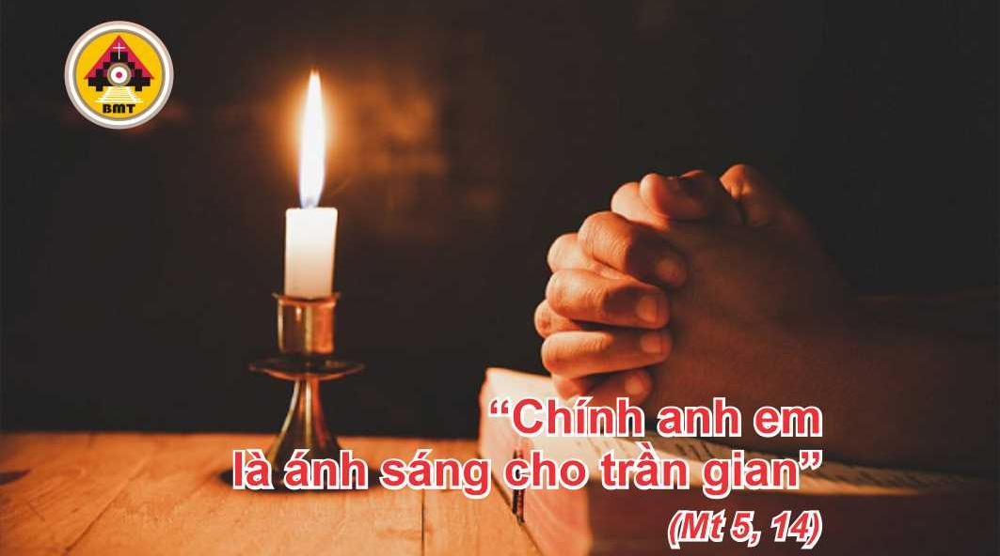 BMT
“Chính anh em
là ánh sáng cho trần gian”
(Mt 5, 14)